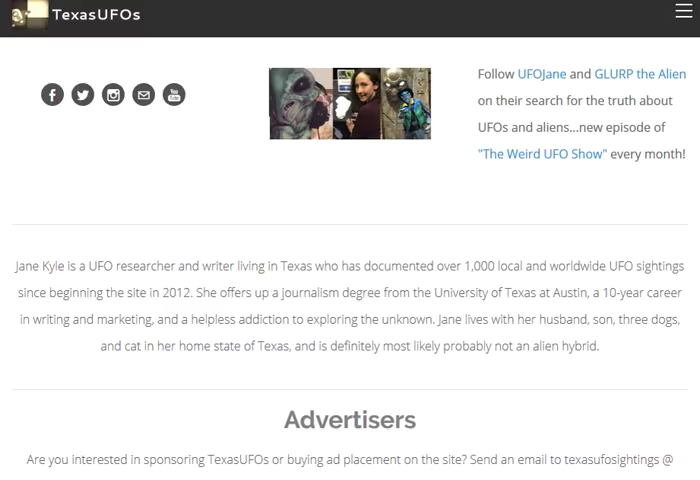 TexasUFOs
Follow UFOJane and GLURP the Alien
on their search for the truth about
UFOs and aliens...new episode of
"The Weird UFO Show" every month!
Jane Kyle is a UFO researcher and writer living in Texas who has documented over 1,000 local and worldwide UFO sightings
since beginning the site in 2012. She offers up a journalism degree from the University of Texas at Austin, a 10-year career
in writing and marketing, and a helpless addiction to exploring the unknown. Jane lives with her husband, son, three dogs,
and cat in her home state of Texas, and is definitely most likely probably not an alien hybrid.
Advertisers
Are you interested in sponsoring TexasUFOs or buying ad placement on the site? Send an email to texasufosightings @